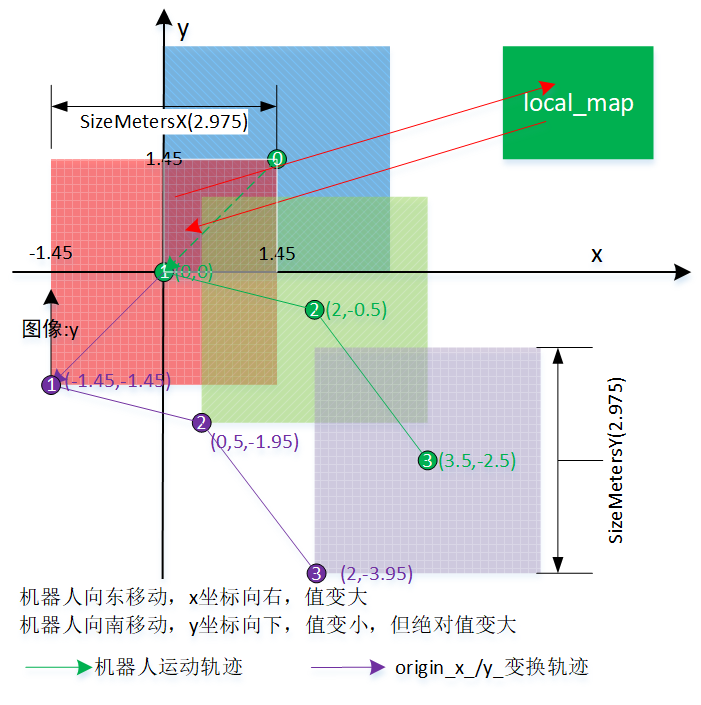 y
local_map
SizeMetersX(2.975)
1.45
0
-1.45
1.45
x
1
(0,0)
图像:y
2
(2,-0.5)
1
(-1.45,-1.45)
2
(0,5,-1.95)
3
(3.5,-2.5)
SizeMetersY(2.975)
3
(2,-3.95)
机器人向东移动，x坐标向右，值变大
机器人向南移动，y坐标向下，值变小，但绝对值变大
机器人运动轨迹
origin_x_/y_变换轨迹